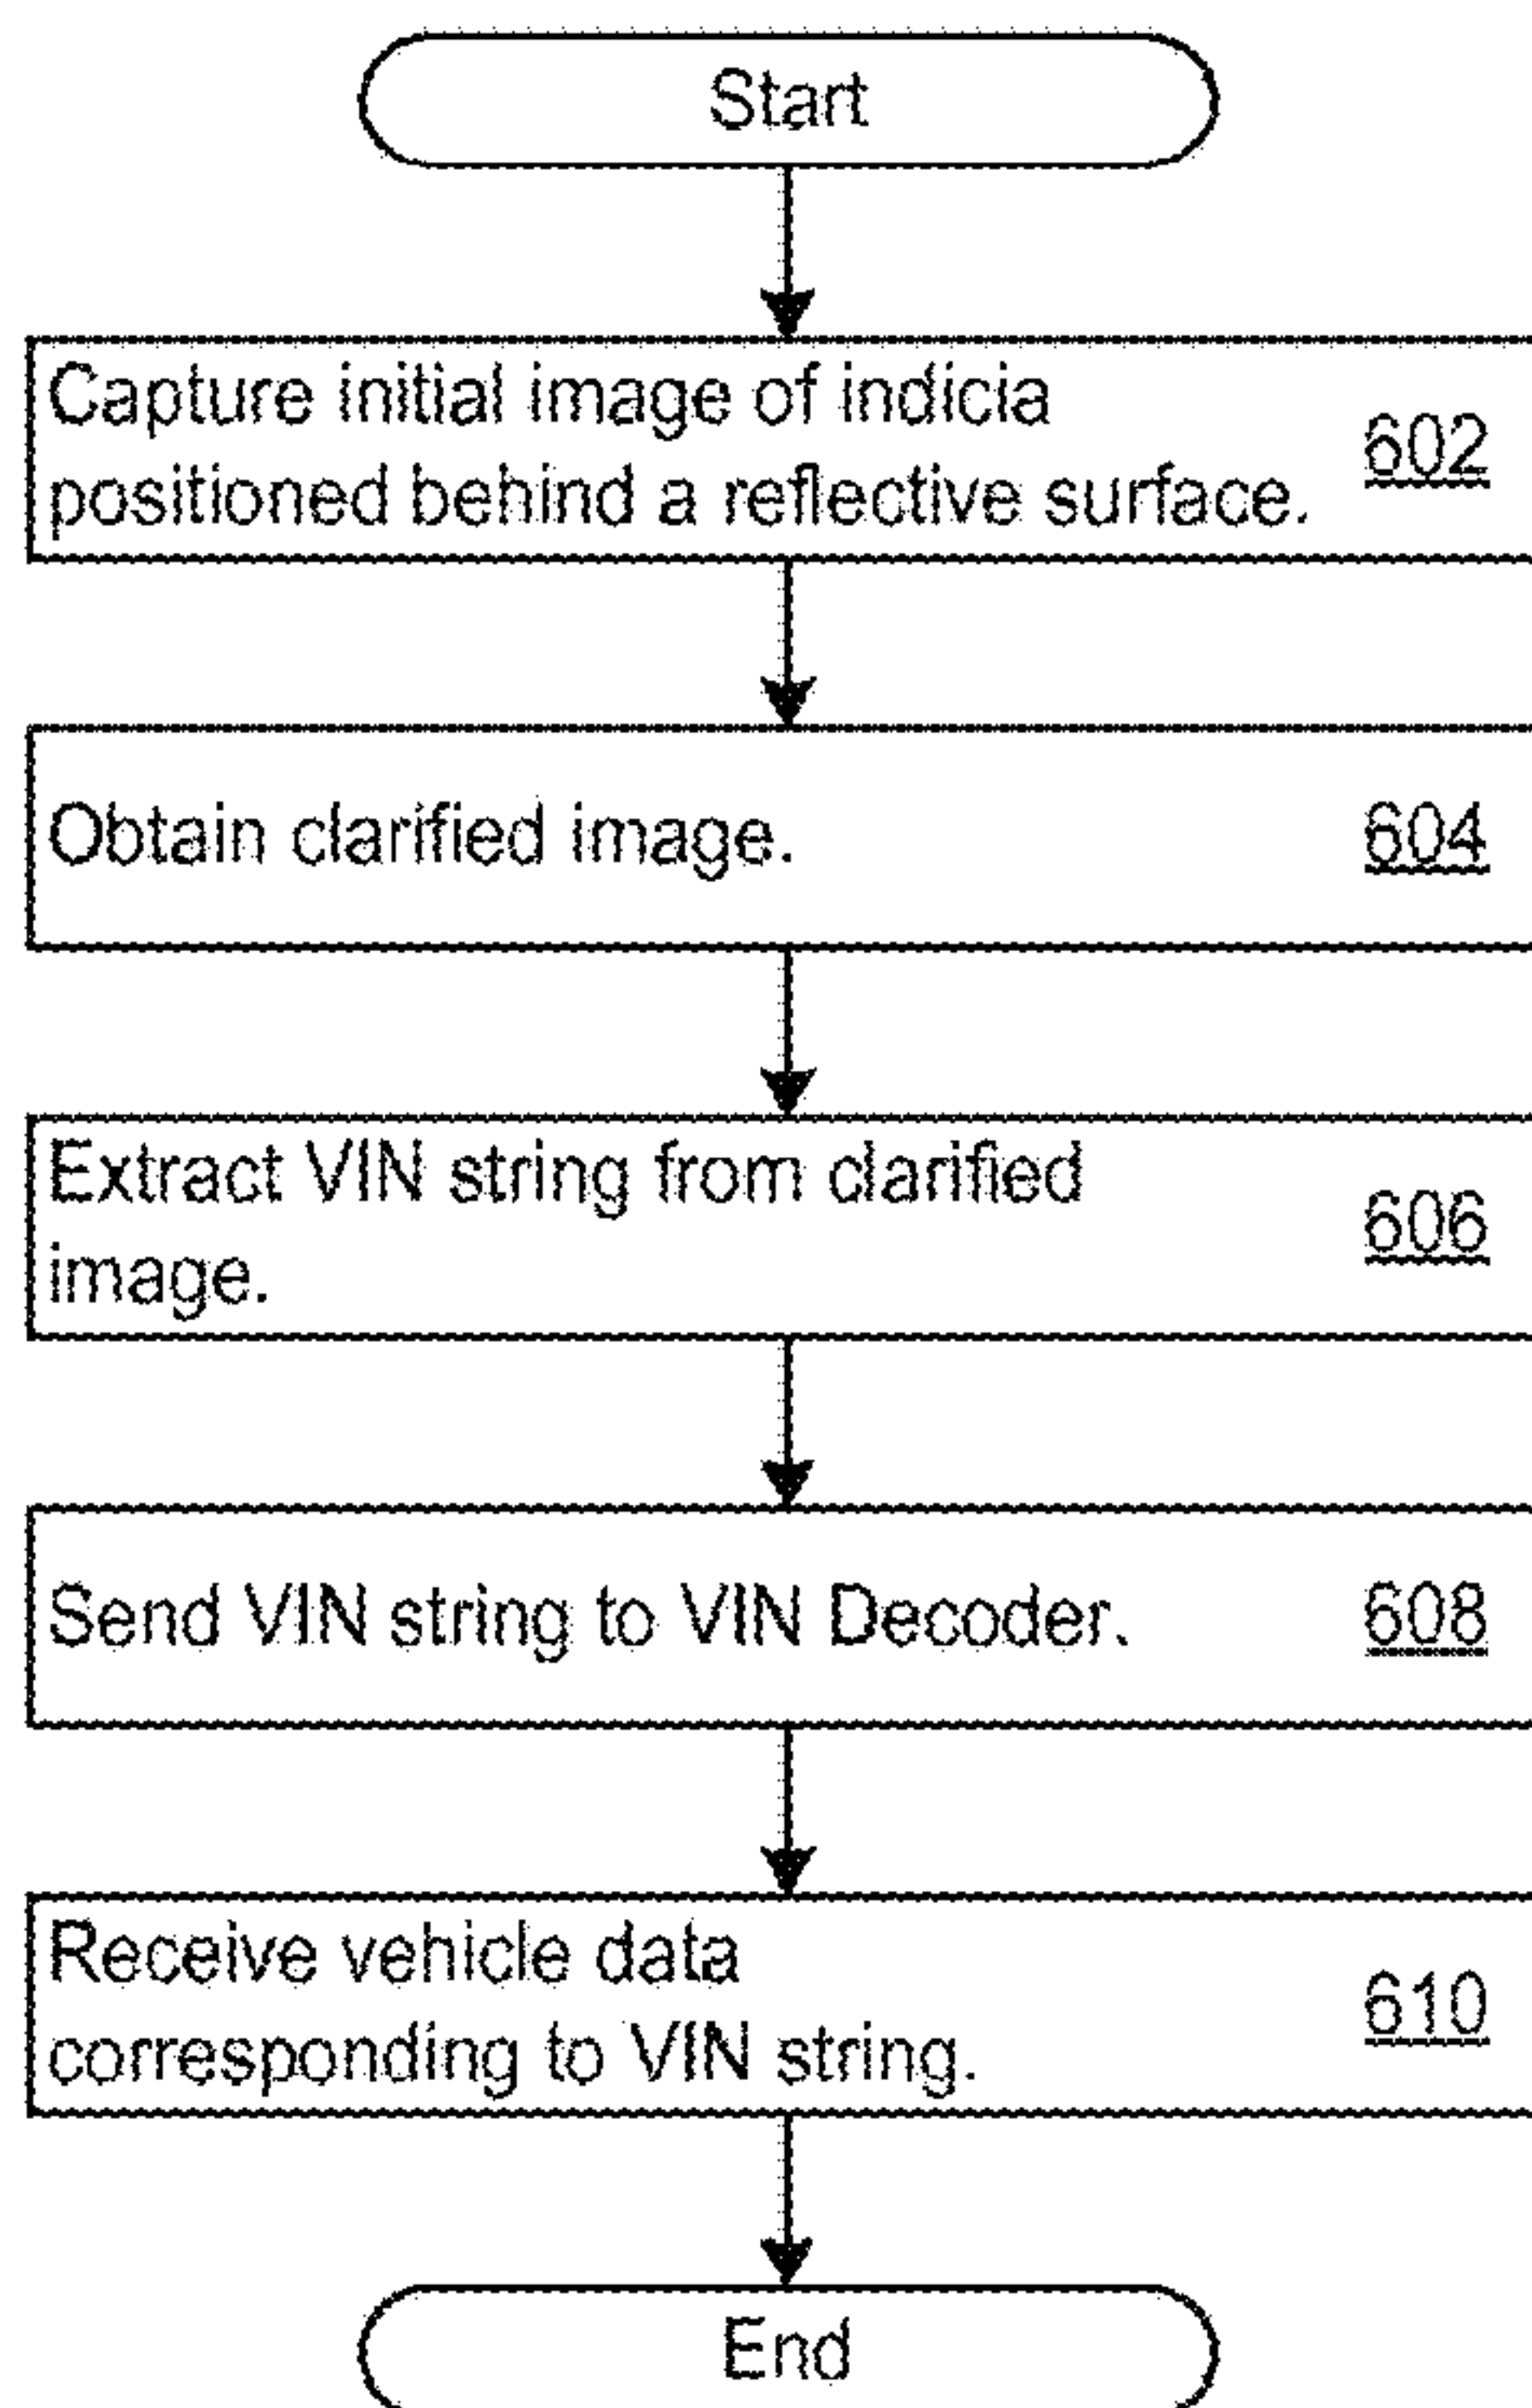 Start
Capture initial image of indicia
positioned behind a reflective surface.
602
Obtain clarified image.
604
Extract VIN string from clarified
image.
606
Send VIN string to VIN Decoder.
608
Receive vehicle data
corresponding to VIN string.
610
End